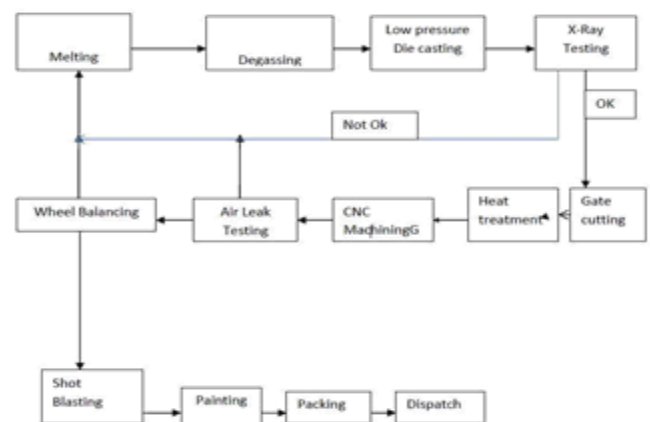 Melting
Degassing
Low pressure
Die casting
X-Ray
Testing
OK
Not Ok
Wheel Balancing
Air Leak
Testing
CNC
MachiningG
Heat
treatment
Gate
cutting
Shot
Blasting
Painting
Packing
Dispatch